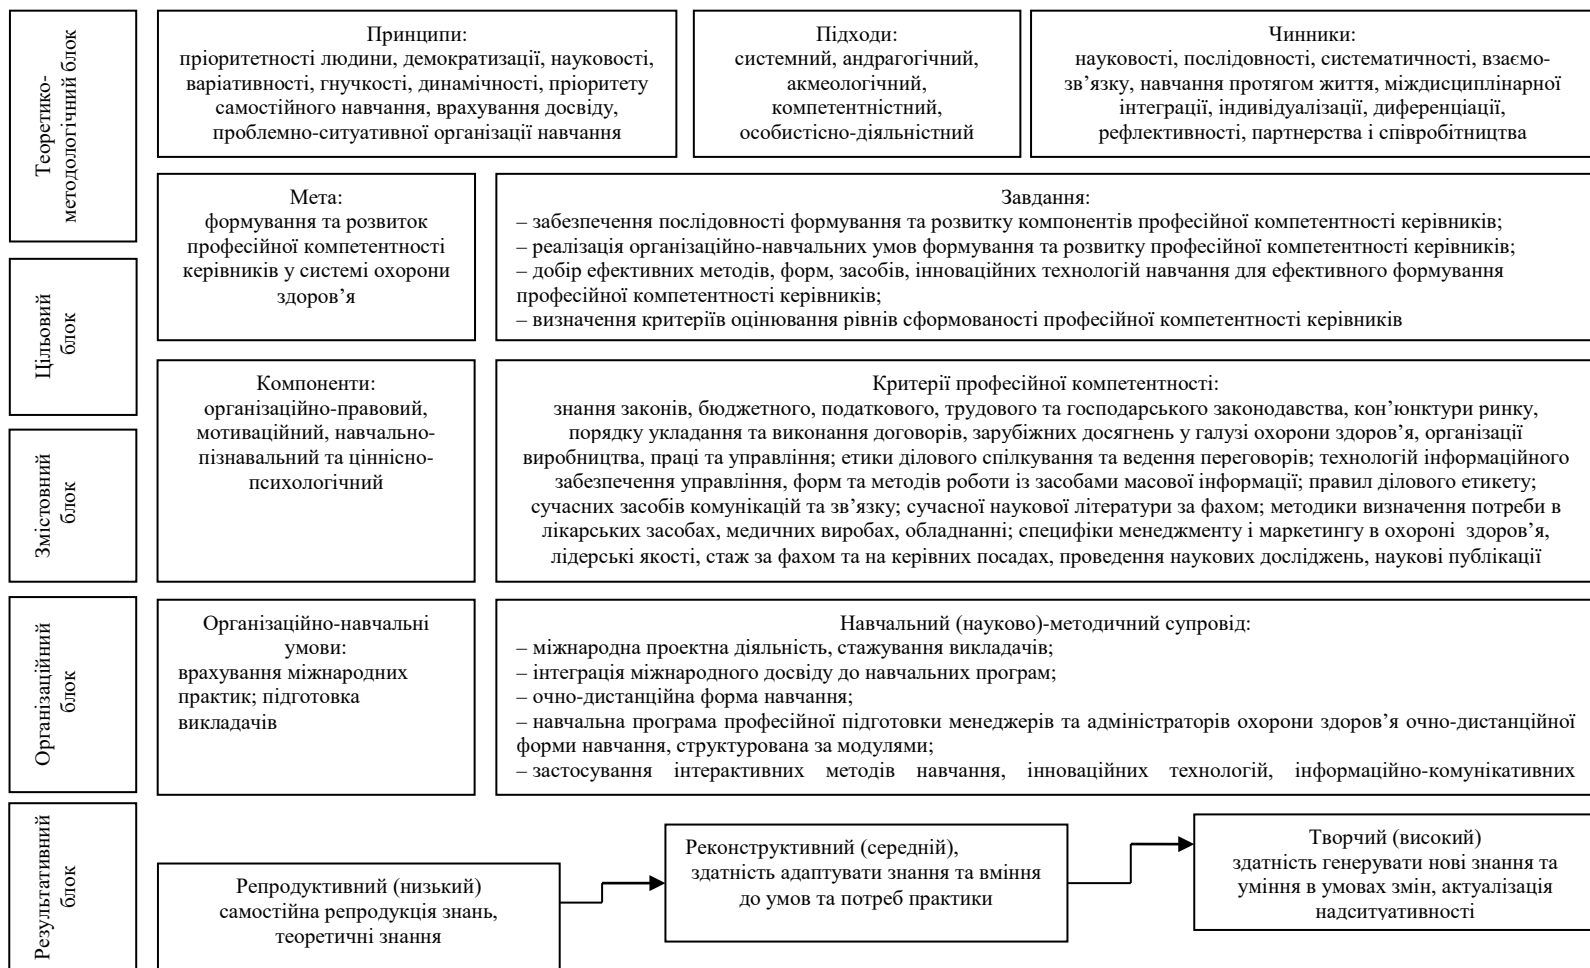 Теоретико-
методологічний блок
Принципи:
пріоритетності людини, демократизації, науковості,
варіативності, гнучкості, динамічності, пріоритету
самостійного навчання, врахування досвіду,
проблемно-ситуативної організації навчання
Підходи:
системний, андрагогічний,
акмеологічний,
компетентністний,
особистісно-діяльністний
Чинники:
науковості, послідовності, систематичності, взаємо-
зв’язку, навчання протягом життя, міждисциплінарної
інтеграції, індивідуалізації, диференціації,
рефлективності, партнерства і співробітництва
Цільовий
блок
Мета:
формування та розвиток
професійної компетентності
керівників у системі охорони
здоров’я
Завдання:
– забезпечення послідовності формування та розвитку компонентів професійної компетентності керівників;
– реалізація організаційно-навчальних умов формування та розвитку професійної компетентності керівників;
– добір ефективних методів, форм, засобів, інноваційних технологій навчання для ефективного формування
професійної компетентності керівників;
– визначення критеріїв оцінювання рівнів сформованості професійної компетентності керівників
Змістовний
блок
Компоненти:
організаційно-правовий,
мотиваційний, навчально-
пізнавальний та ціннісно-
психологічний
Критерії професійної компетентності:
знання законів, бюджетного, податкового, трудового та господарського законодавства, кон’юнктури ринку,
порядку укладання та виконання договорів, зарубіжних досягнень у галузі охорони здоров’я, організації
виробництва, праці та управління; етики ділового спілкування та ведення переговорів; технологій інформаційного
забезпечення управління, форм та методів роботи із засобами масової інформації; правил ділового етикету;
сучасних засобів комунікацій та зв’язку; сучасної наукової літератури за фахом; методики визначення потреби в
лікарських засобах, медичних виробах, обладнанні; специфіки менеджменту і маркетингу в охороні здоров’я,
лідерські якості, стаж за фахом та на керівних посадах, проведення наукових досліджень, наукові публікації
Організаційний
блок
Організаційно-навчальні
умови:
врахування міжнародних
практик; підготовка
викладачів
Навчальний (науково)-методичний супровід:
– міжнародна проектна діяльність, стажування викладачів;
– інтеграція міжнародного досвіду до навчальних програм;
– очно-дистанційна форма навчання;
– навчальна програма професійної підготовки менеджерів та адміністраторів охорони здоров’я очно-дистанційної
форми навчання, структурована за модулями;
– застосування інтерактивних методів навчання, інноваційних технологій, інформаційно-комунікативних
Результативний
блок
Репродуктивний (низький)
самостійна репродукція знань,
теоретичні знання
Реконструктивний (середній),
здатність адаптувати знання та вміння
до умов та потреб практики
Творчий (високий)
здатність генерувати нові знання та
уміння в умовах змін, актуалізація
надситуативності